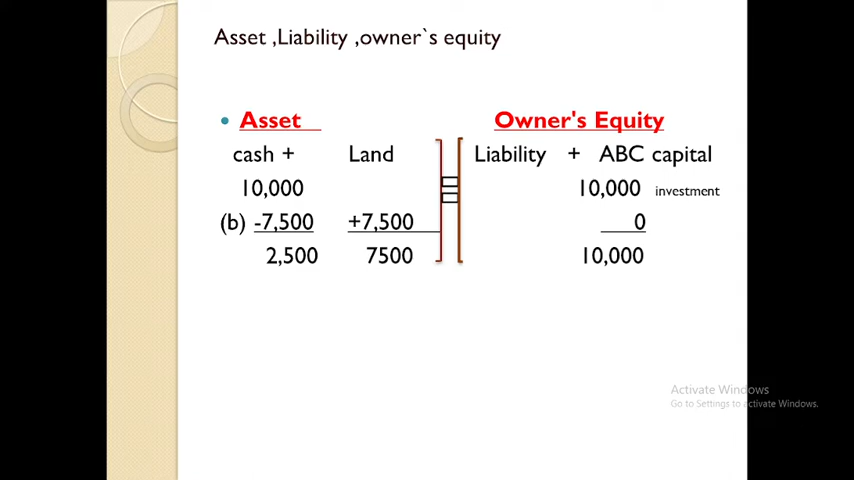 Asset ,Liability ,owner`s equity
• Asset Owner's Equity
cash + Land Liability + ABC capital
10,000 10,000 investment
(b) -7,500 +7,500 0
2,500 7500 10,000
Activate Windows
Go to Settings to activate Windows.